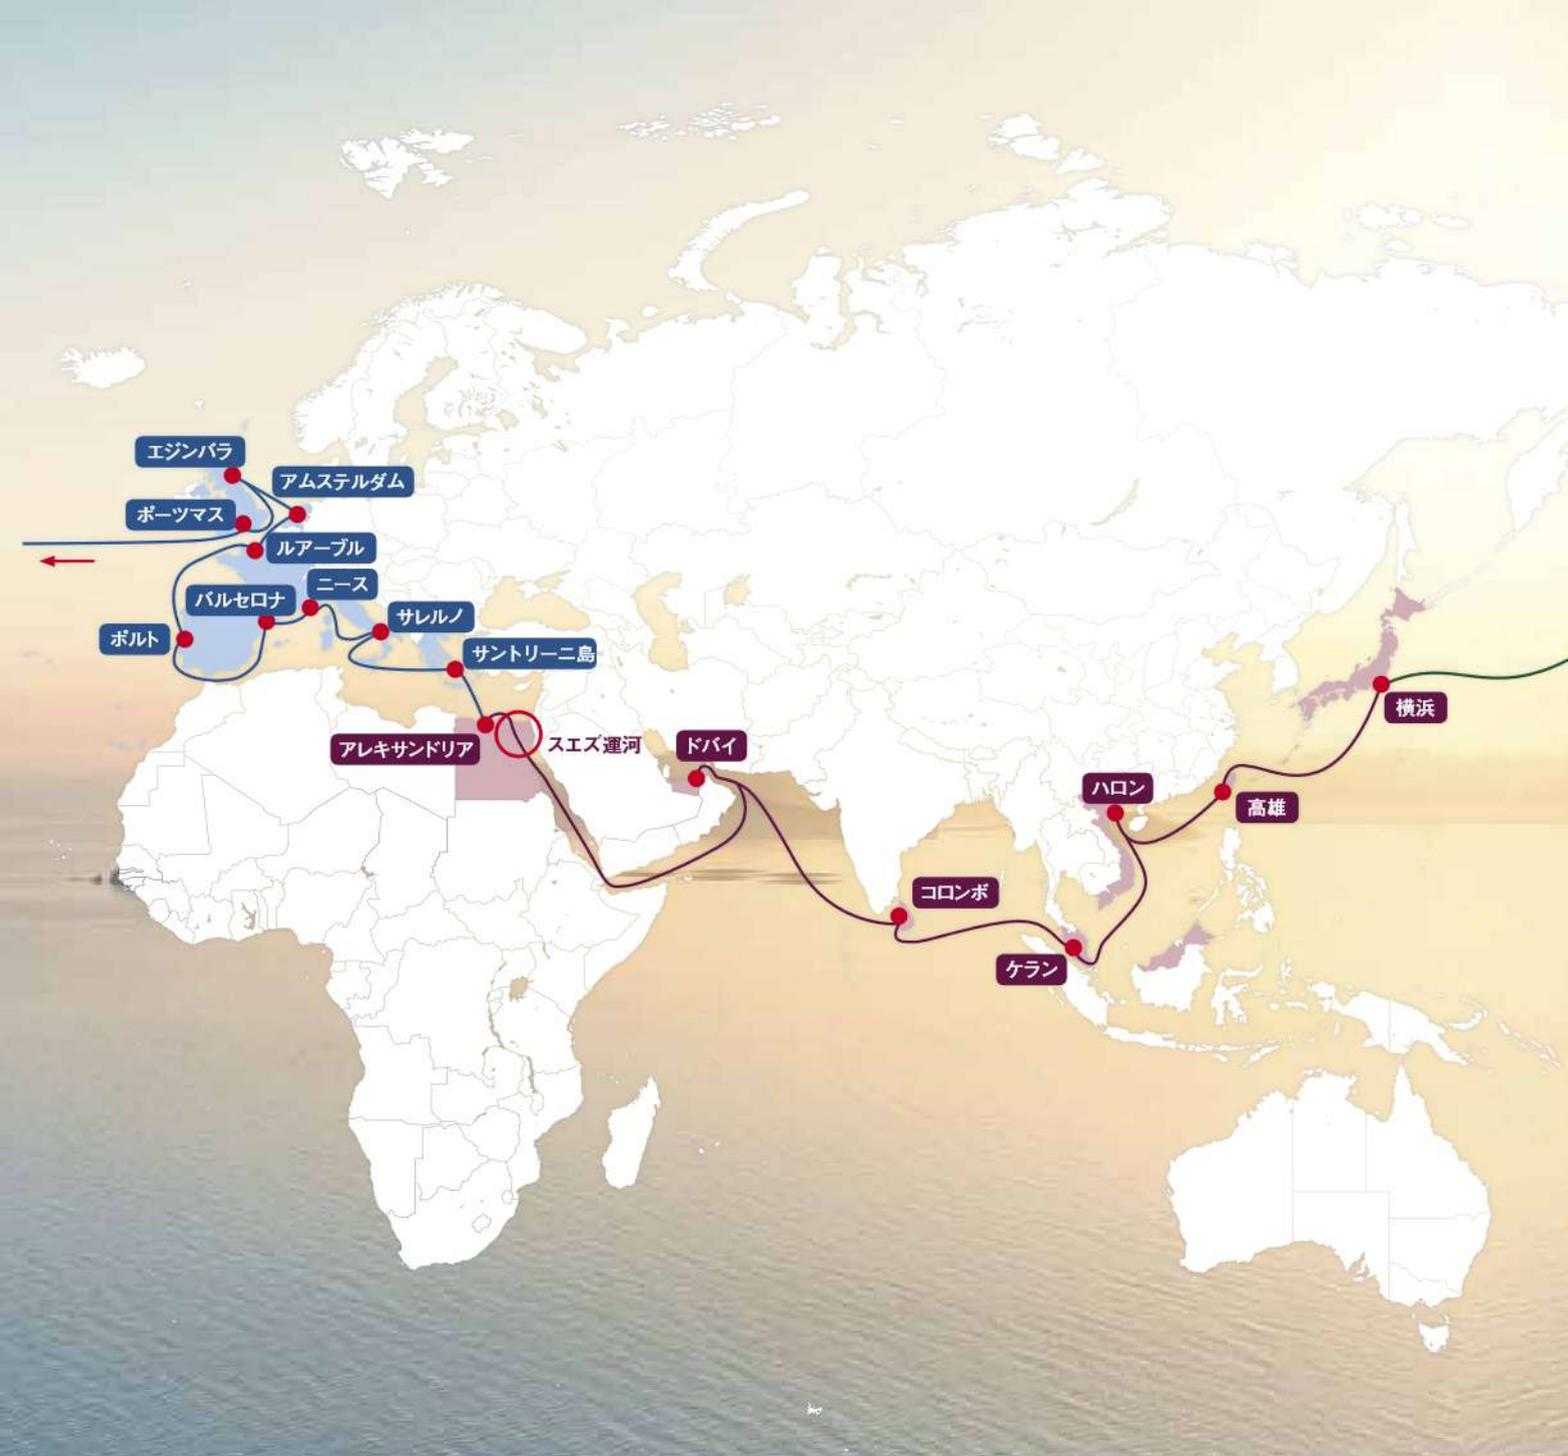 エジンバラ
アムステルダム
ポーツマス
ルアーブル
ニース
バルセロナ
サレルノ
ポルト
サントリーニ島
アレキサンドリア
スエズ運河
ドバイ
横浜
ハロン
高雄
コロンボ
ケラン